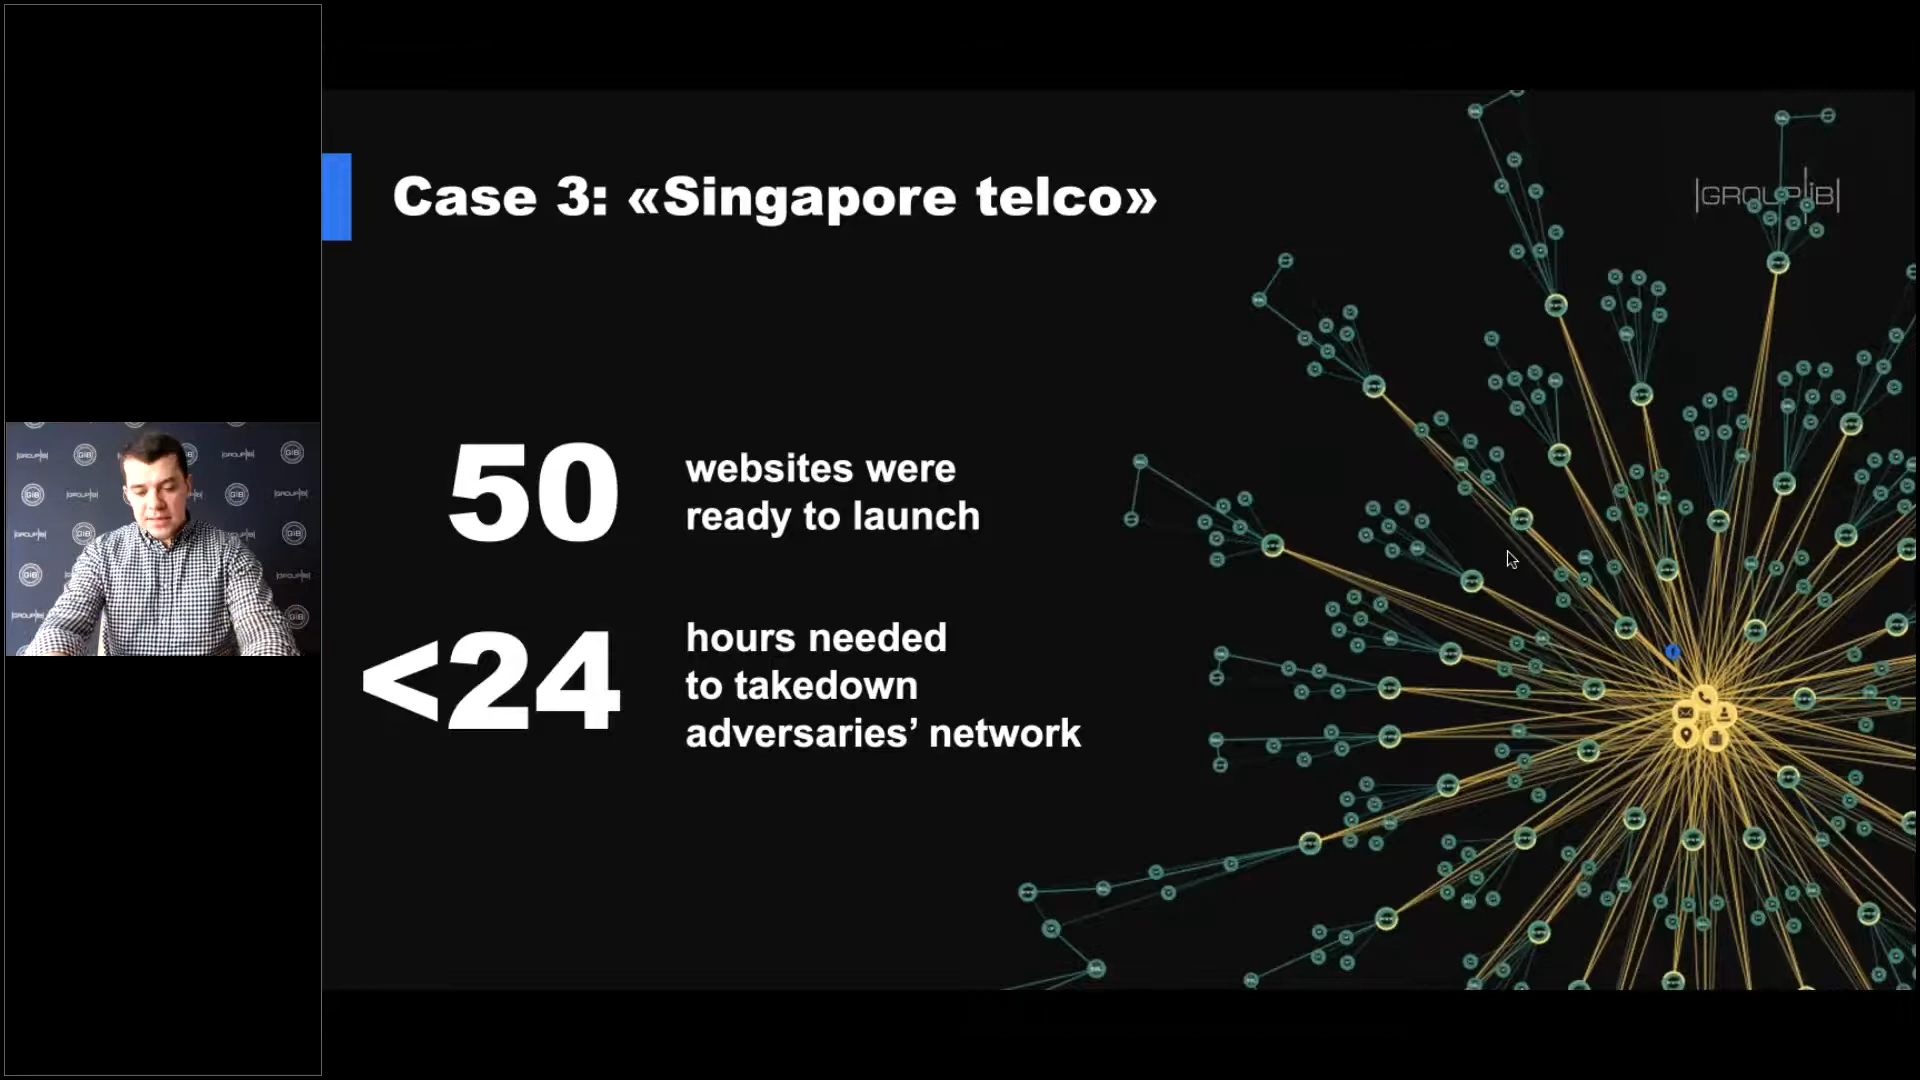 Case 3: «Singapore telco»
|GROUP|iB|
50
websites were
ready to launch
<24
hours needed
to takedown
adversaries’ network